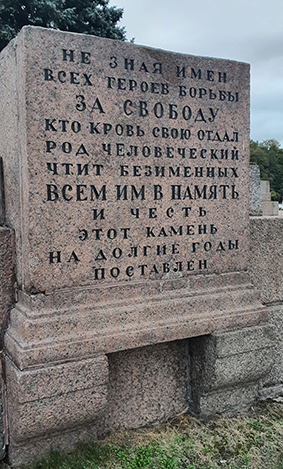 НЕ ЗНАЯ ИМЕН
ВСЕХ ГЕРОЕВ БОРЬБЫ
ЗА СВОБОДУ
КТО КРОВЬ СВОЮ ОТДАЛ
РОД ЧЕЛОВЕЧЕСКИЙ
ЧТИТ БЕЗИМЕННЫХ
ВСЕМ ИМ В ПАМЯТЬ
И ЧЕСТЬ
ЭТОТ КАМЕНЬ
НА ДОЛГИЕ ГОДЫ
ПОСТАВЛЕН